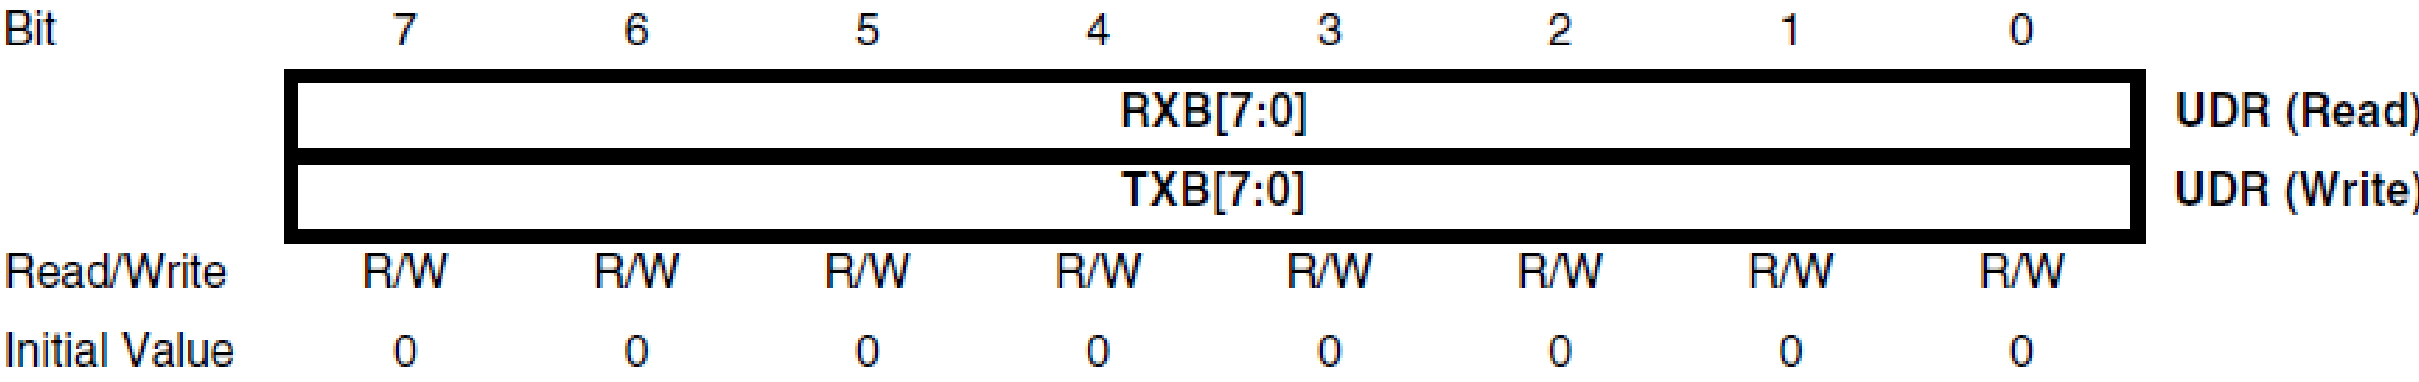 Bit 7 6 5 4 3 2 1 0
RXB[7:0] UDR (Read)
TXB[7:0] UDR (Write)
Read/Write R/W R/W R/W R/W R/W R/W R/W R/W
Initial Value 0 0 0 0 0 0 0 0